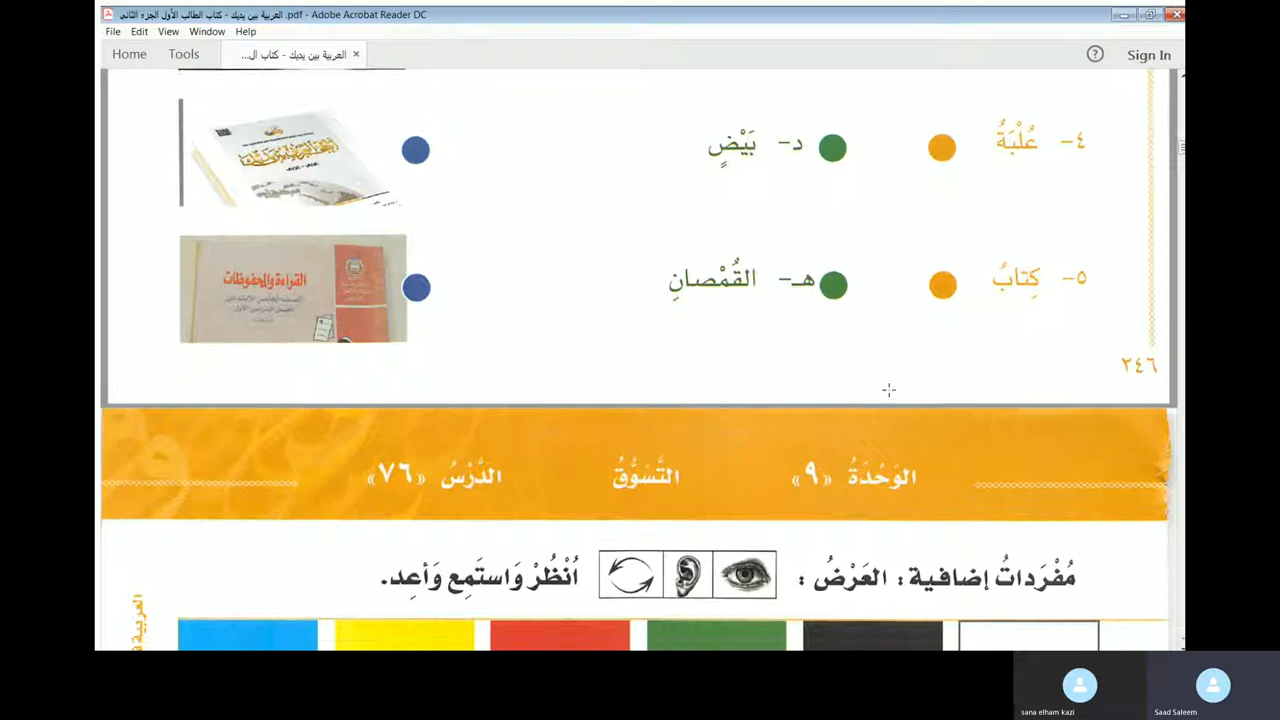 العربية بين يديك - كتاب الطالب الأول الجزء الثاني .pdf - Adobe Acrobat Reader DC
File Edit View Window Help
Home Tools العربية بين يديك - كتاب ال... × ? Sign In
٤- عُلْبَةُ د- بَيْضٍ
٥- كِتابُ هـ- القُمْصانِ
القراءة والمحفوظات
٢٤٦
الوَحْدَةُ «٩» التَّسَوُّقُ الدَّرْسُ «٧٦»
مُفْرَداتُ إضافية : العَرْضُ : اُنْظُرْ وَاستَمِع وَأعِد.
sana elham kazi
Saad Saleem